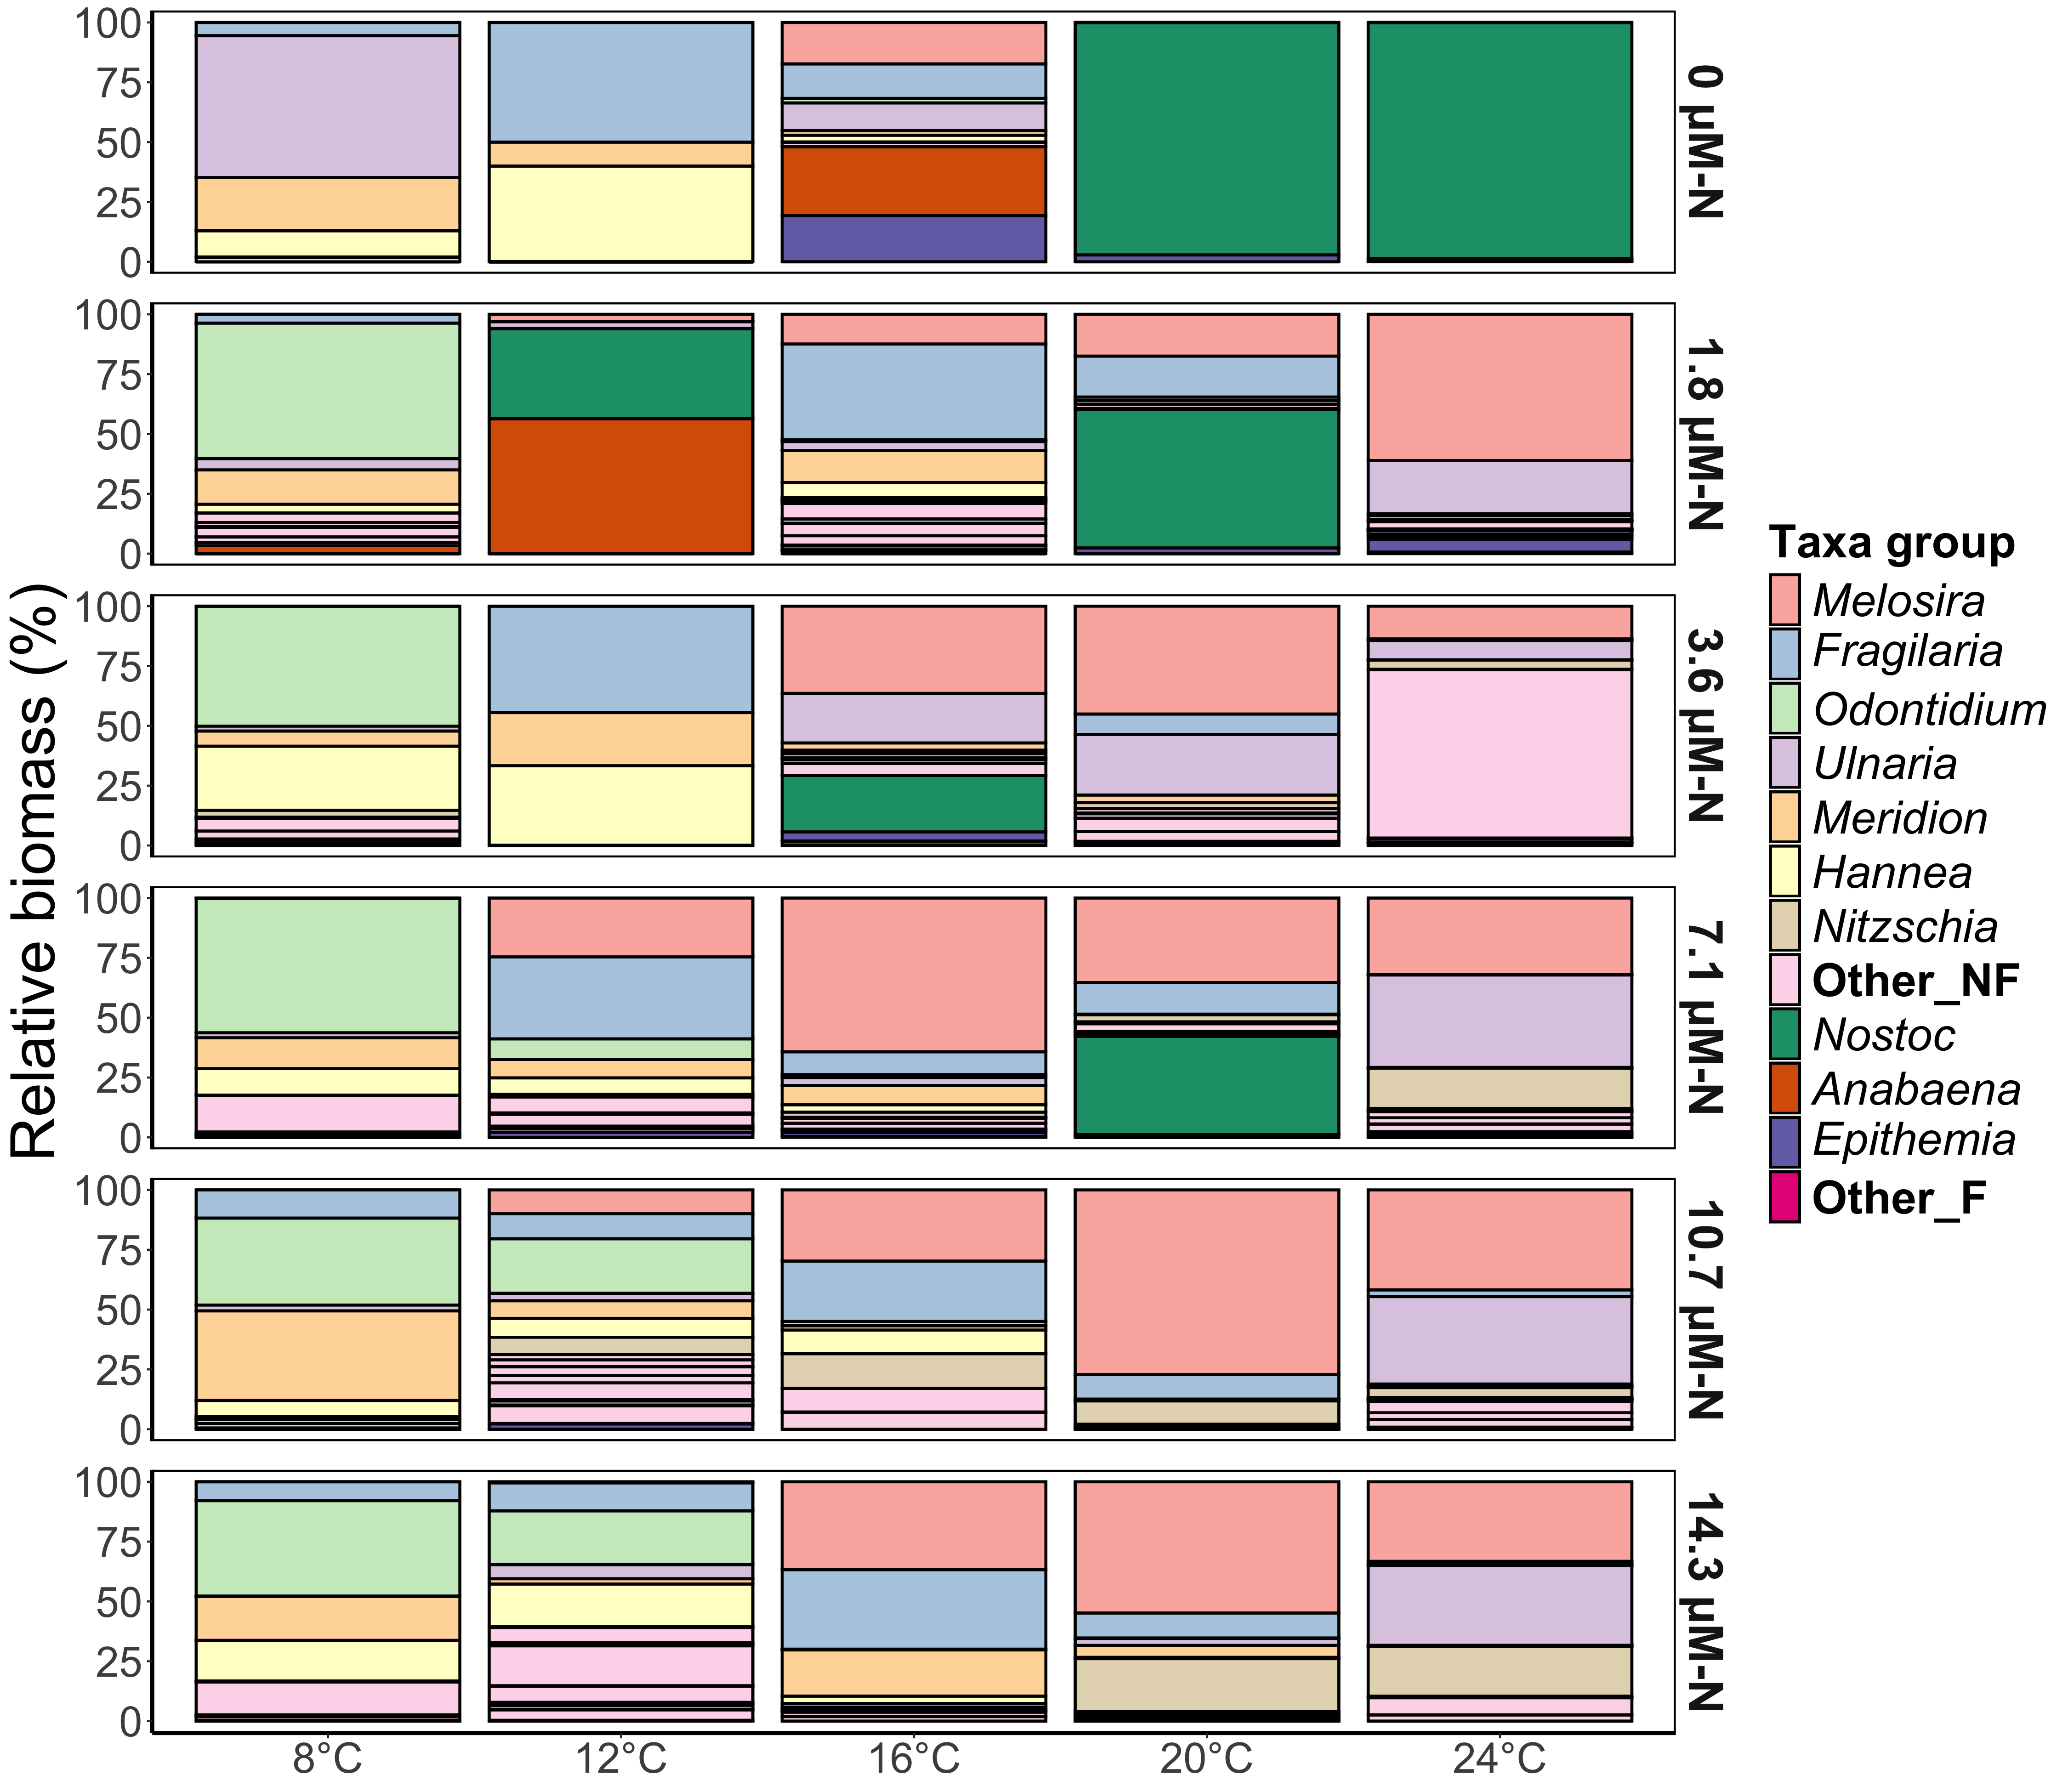 Relative biomass (%)
100
75
50
25
0
0 µM-N
100
75
50
25
0
1.8 µM-N
100
75
50
25
0
3.6 µM-N
100
75
50
25
0
7.1 µM-N
100
75
50
25
0
10.7 µM-N
100
75
50
25
0
14.3 µM-N
8°C 12°C 16°C 20°C 24°C
Taxa group
Melosira
Fragilaria
Odontidium
Ulnaria
Meridion
Hannea
Nitzschia
Other_NF
Nostoc
Anabaena
Epithemia
Other_F